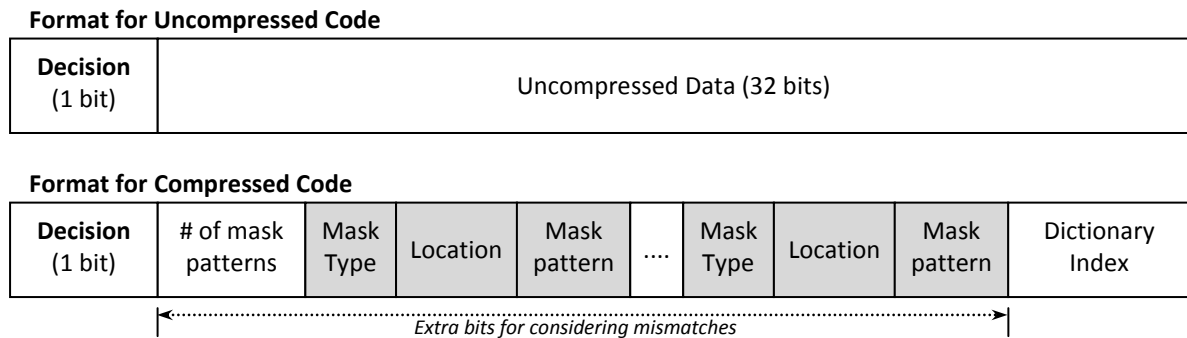 Format for Uncompressed Code
Decision
(1 bit)
Uncompressed Data (32 bits)
Format for Compressed Code
Decision
(1 bit)
# of mask
patterns
Mask
Type
Location
Mask
pattern
....
Mask
Type
Location
Mask
pattern
Dictionary
Index
Extra bits for considering mismatches